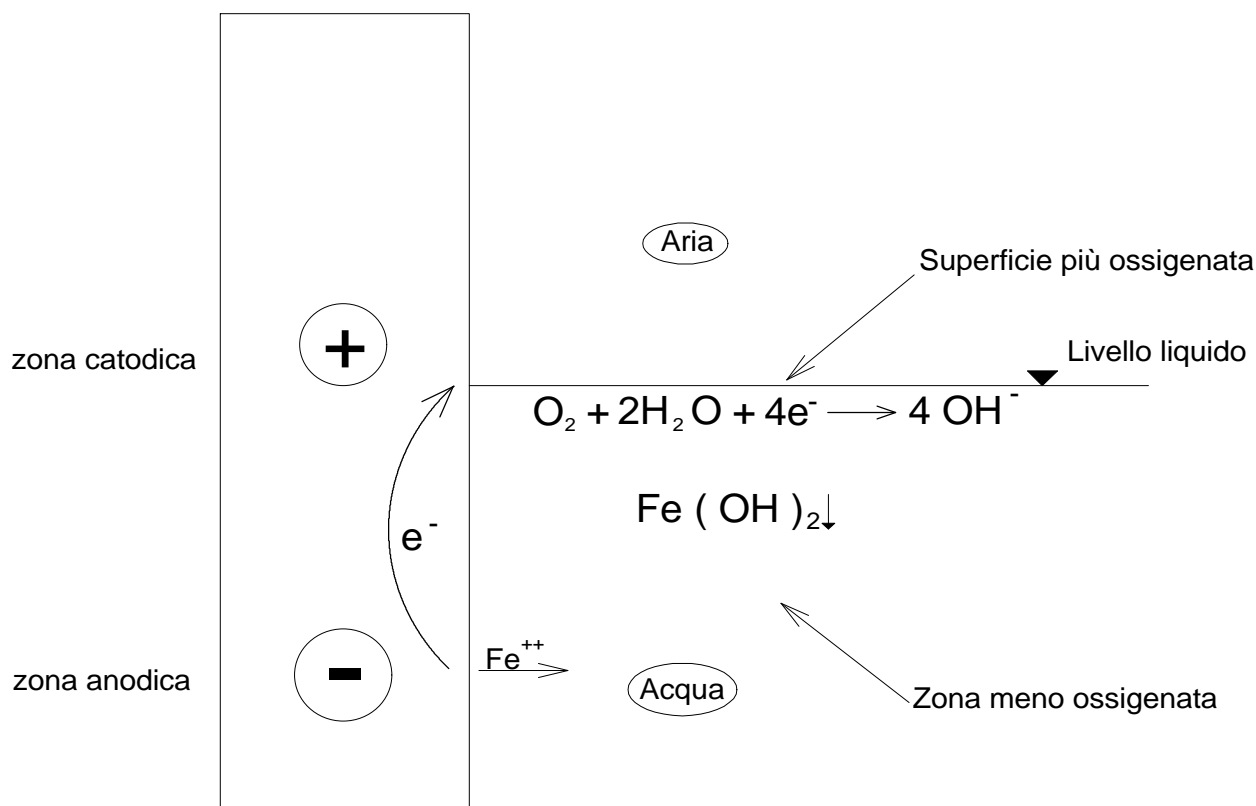 Aria
Superficie più ossigenata
+
zona catodica
Livello liquido
O₂ + 2H₂O + 4e⁻ → 4 OH⁻
Fe ( OH )₂↓
e⁻
Fe⁺⁺
-
zona anodica
Acqua
Zona meno ossigenata